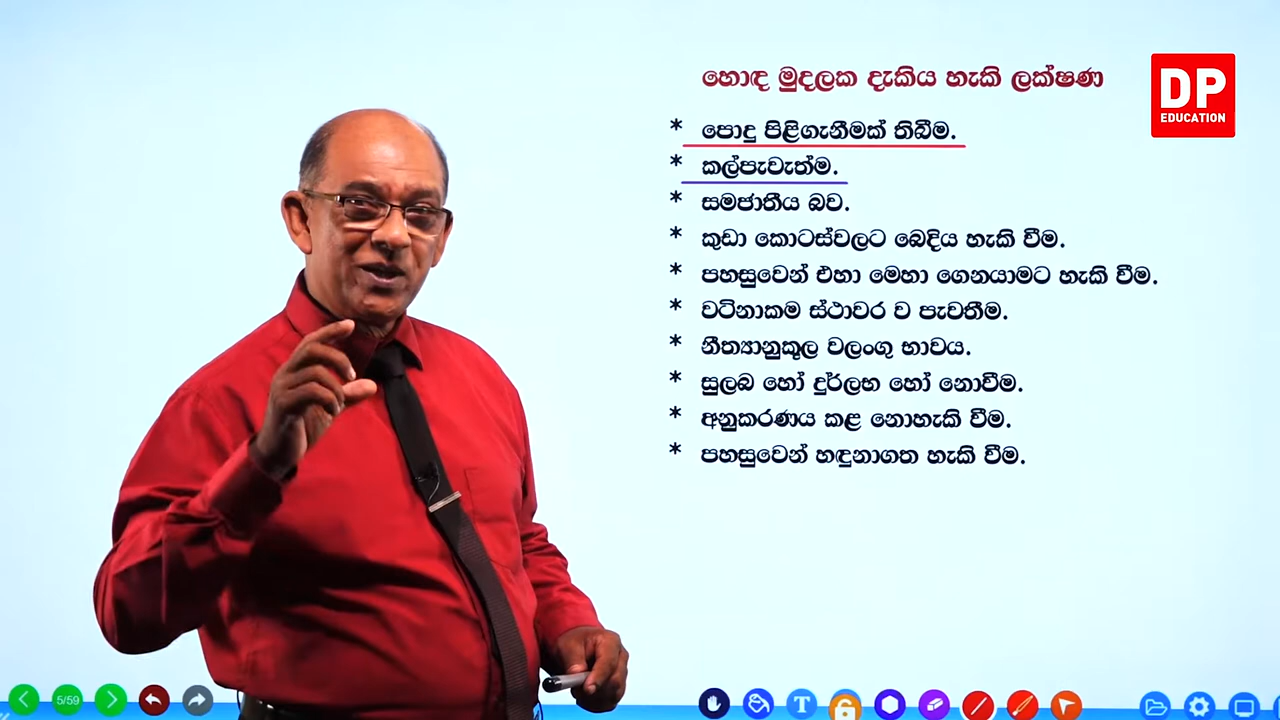 හොඳ මුදලක දැකිය හැකි ලක්ෂණ
DP
EDUCATION
* පොදු පිළිගැනීමක් තිබීම.
* කල්පැවැත්ම.
* සමජාතීය බව.
* කුඩා කොටස්වලට බෙදිය හැකි වීම.
* පහසුවෙන් එහා මෙහා ගෙනයාමට හැකි වීම.
* වටිනාකම ස්ථාවර ව පැවතීම.
* නීත්‍යානුකූල වලංගු භාවය.
* සුලබ හෝ දුර්ලභ හෝ නොවීම.
* අනුකරණය කළ නොහැකි වීම.
* පහසුවෙන් හඳුනාගත හැකි වීම.
5/59